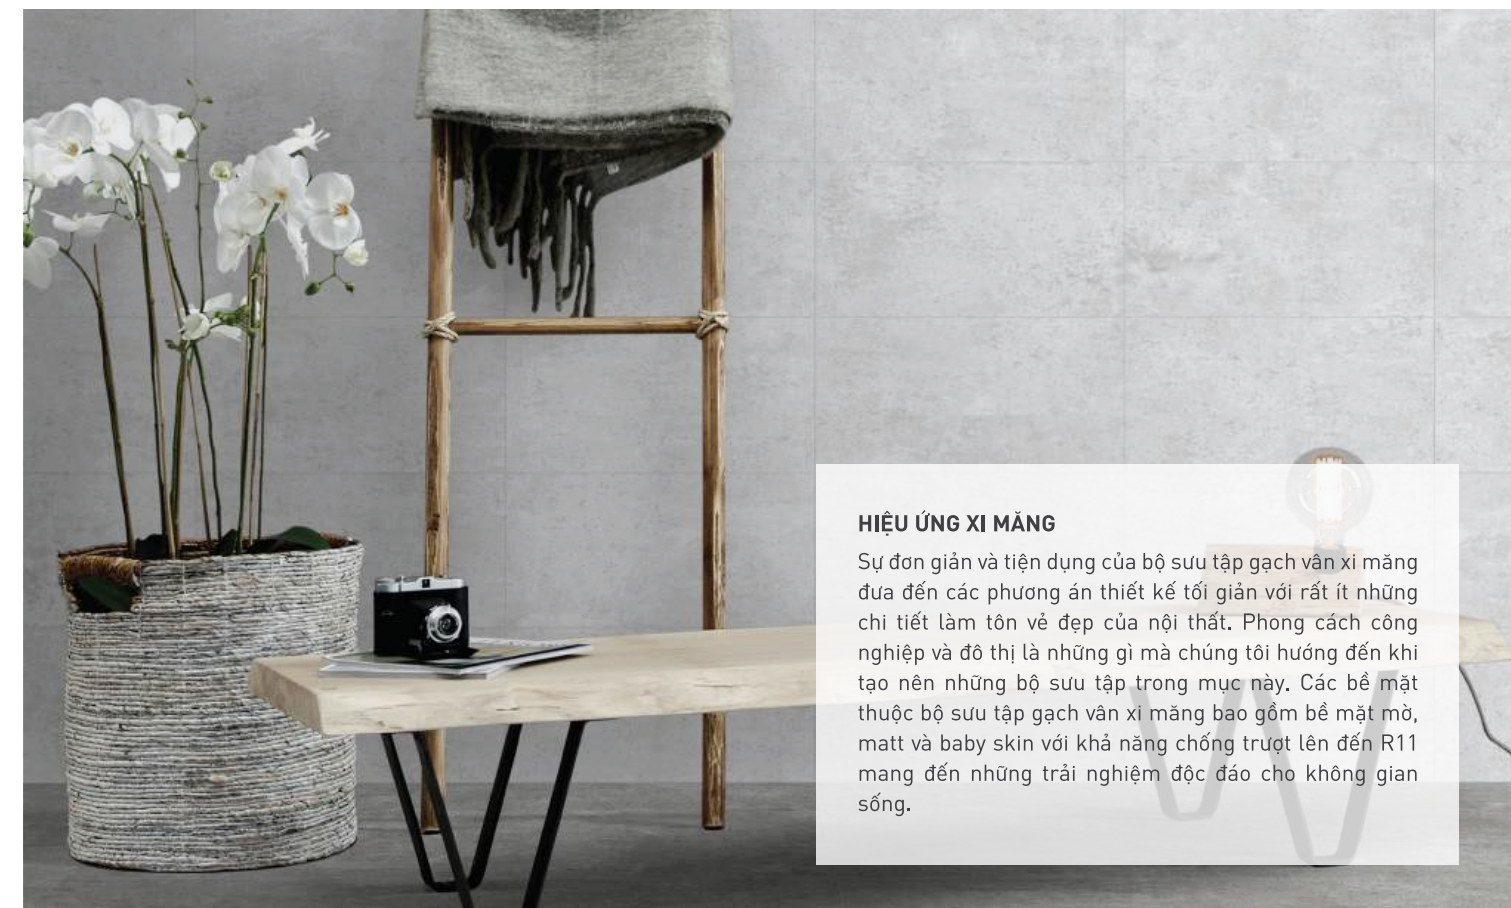 HIỆU ỨNG XI MĂNG
Sự đơn giản và tiện dụng của bộ sưu tập gạch vân xi măng
đưa đến các phương án thiết kế tối giản với rất ít những
chi tiết làm tôn vẻ đẹp của nội thất. Phong cách công
nghiệp và đô thị là những gì mà chúng tôi hướng đến khi
tạo nên những bộ sưu tập trong mục này. Các bề mặt
thuộc bộ sưu tập gạch vân xi măng bao gồm bề mặt mờ,
matt và baby skin với khả năng chống trượt lên đến R11
mang đến những trải nghiệm độc đáo cho không gian
sống.